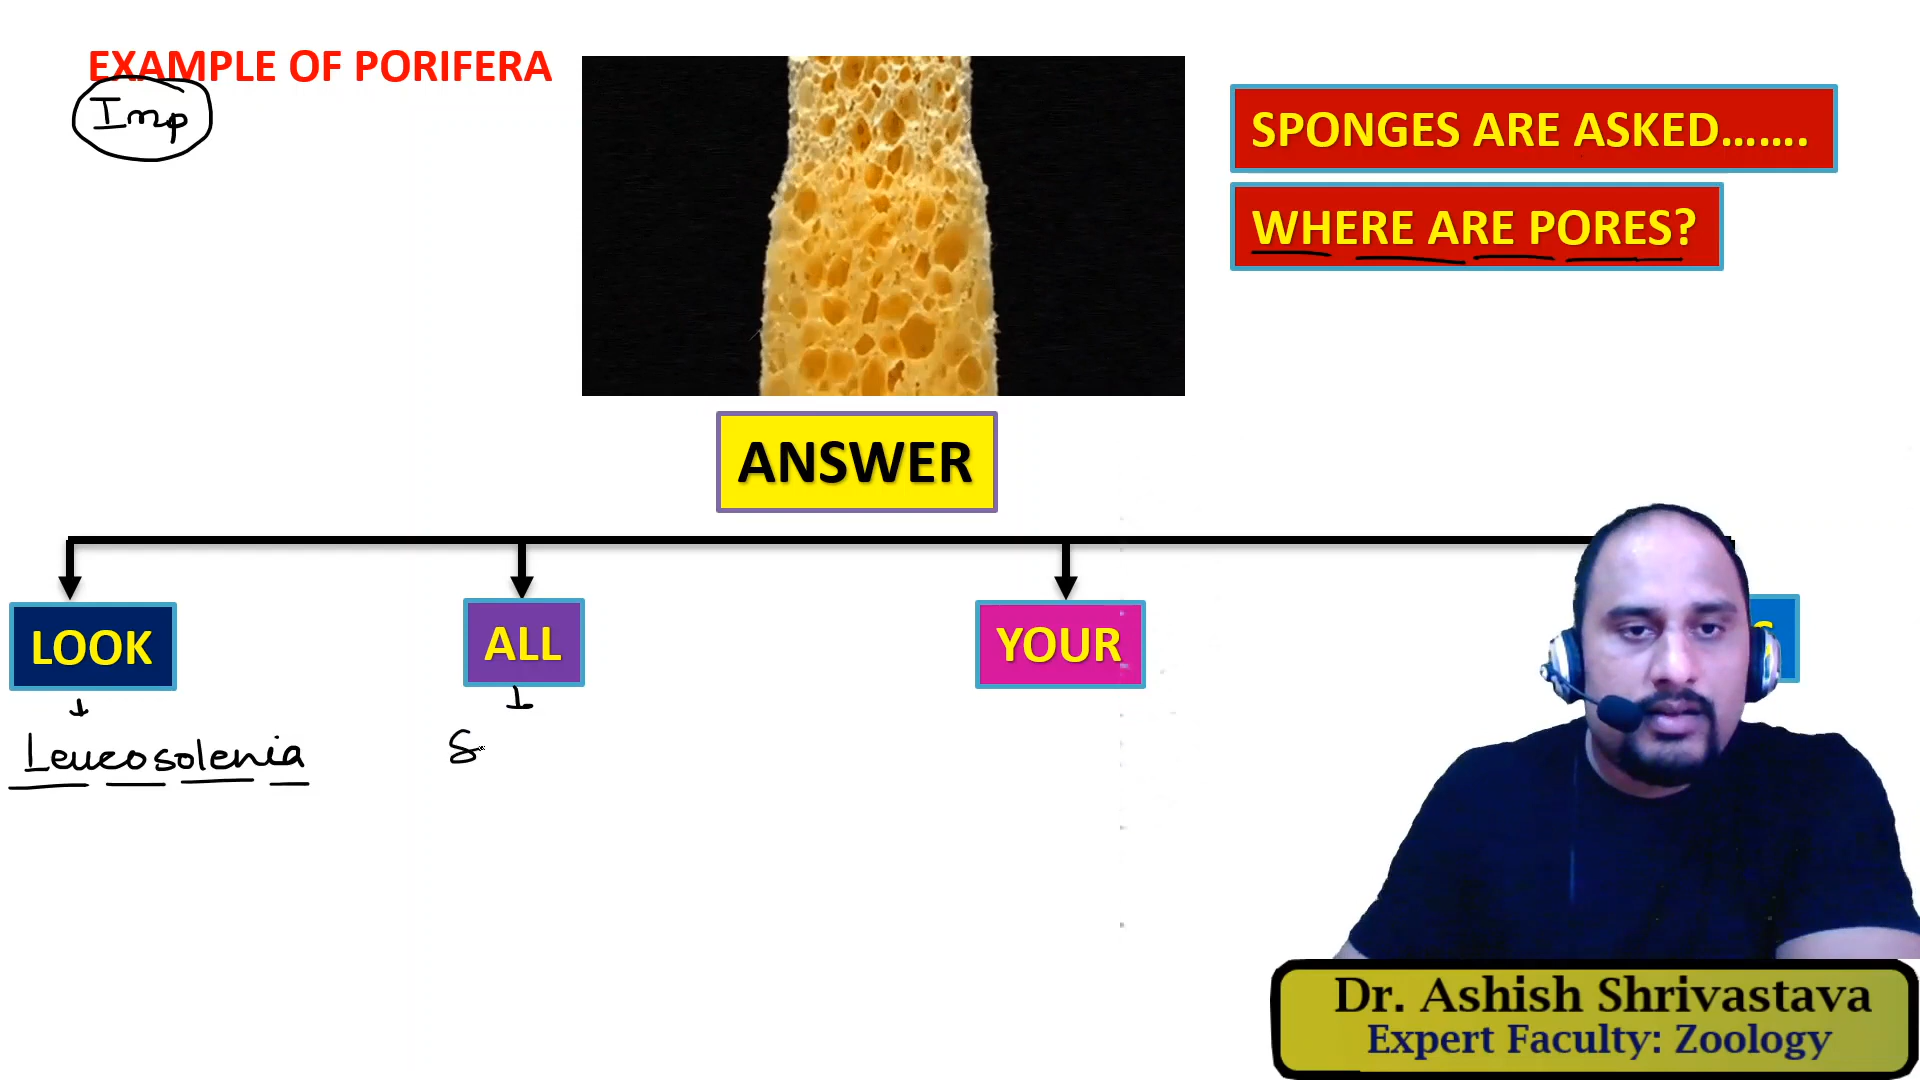 EXAMPLE OF PORIFERA
Imp
SPONGES ARE ASKED.......
WHERE ARE PORES?
ANSWER
LOOK
ALL
YOUR
S
Leucosolenia
S
Dr. Ashish Shrivastava
Expert Faculty: Zoology